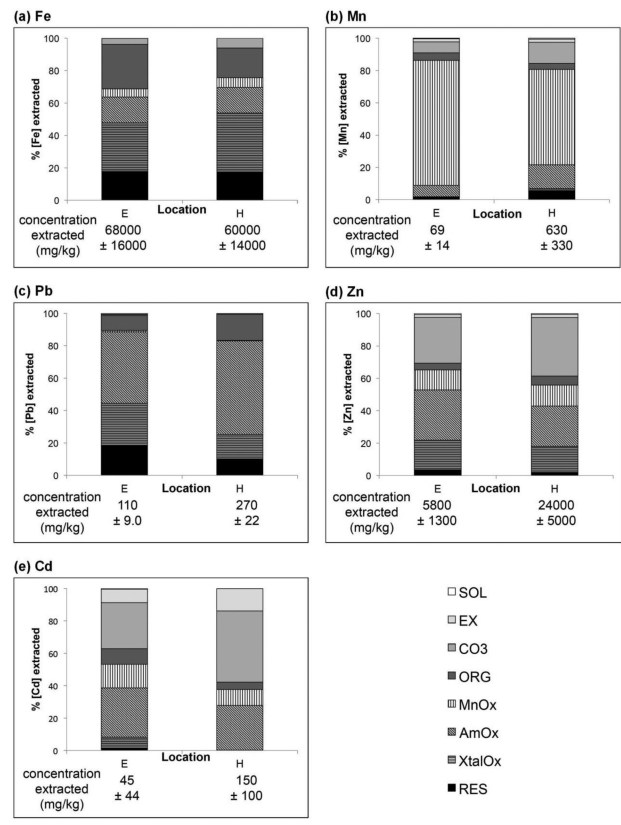 (a) Fe
100
80
60
40
20
0
% [Fe] extracted
E Location H
concentration extracted (mg/kg)
68000 ± 16000
60000 ± 14000
(b) Mn
100
80
60
40
20
0
% [Mn] extracted
E Location H
concentration extracted (mg/kg)
69 ± 14
630 ± 330
(c) Pb
100
80
60
40
20
0
% [Pb] extracted
E Location H
concentration extracted (mg/kg)
110 ± 9.0
270 ± 22
(d) Zn
100
80
60
40
20
0
% [Zn] extracted
E Location H
concentration extracted (mg/kg)
5800 ± 1300
24000 ± 5000
(e) Cd
100
80
60
40
20
0
% [Cd] extracted
E Location H
concentration extracted (mg/kg)
45 ± 44
150 ± 100
SOL
EX
CO3
ORG
MnOx
AmOx
XtalOx
RES